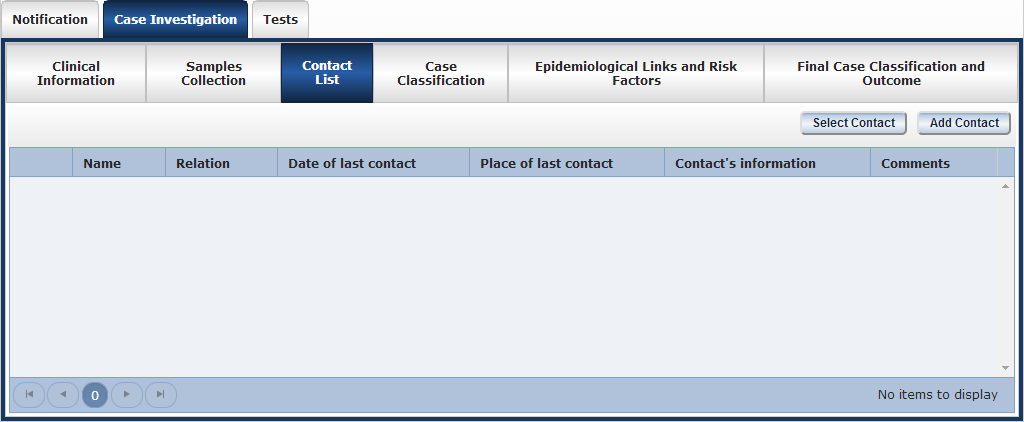 Notification Case Investigation Tests
Clinical Information Samples Collection Contact List Case Classification Epidemiological Links and Risk Factors Final Case Classification and Outcome
Select Contact Add Contact
Name Relation Date of last contact Place of last contact Contact's information Comments
0 No items to display